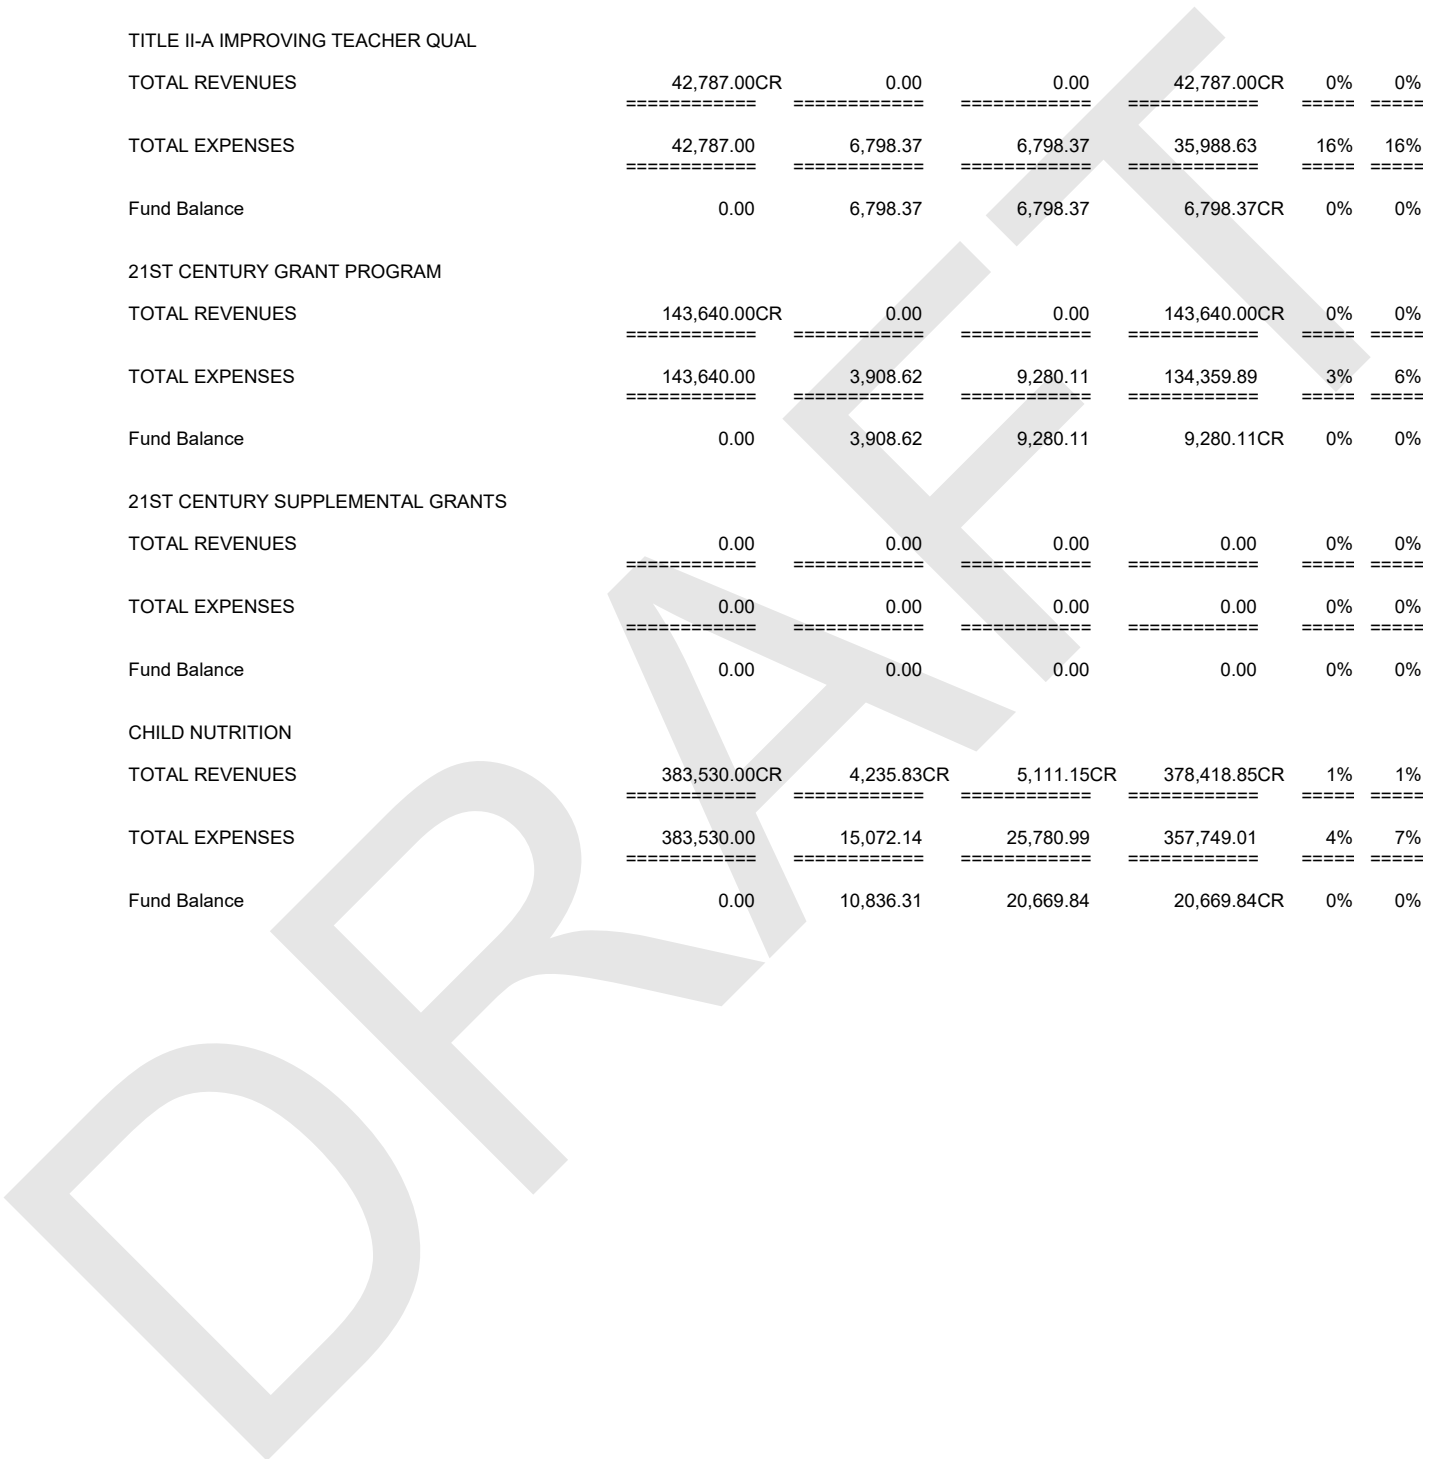 TITLE II-A IMPROVING TEACHER QUAL
TOTAL REVENUES 42,787.00CR 0.00 0.00 42,787.00CR 0% 0%
============ ============ ============ ============ ===== =====
TOTAL EXPENSES 42,787.00 6,798.37 6,798.37 35,988.63 16% 16%
============ ============ ============ ============ ===== =====
Fund Balance 0.00 6,798.37 6,798.37 6,798.37CR 0% 0%
21ST CENTURY GRANT PROGRAM
TOTAL REVENUES 143,640.00CR 0.00 0.00 143,640.00CR 0% 0%
============ ============ ============ ============ ===== =====
TOTAL EXPENSES 143,640.00 3,908.62 9,280.11 134,359.89 3% 6%
============ ============ ============ ============ ===== =====
Fund Balance 0.00 3,908.62 9,280.11 9,280.11CR 0% 0%
21ST CENTURY SUPPLEMENTAL GRANTS
TOTAL REVENUES 0.00 0.00 0.00 0.00 0% 0%
============ ============ ============ ============ ===== =====
TOTAL EXPENSES 0.00 0.00 0.00 0.00 0% 0%
============ ============ ============ ============ ===== =====
Fund Balance 0.00 0.00 0.00 0.00 0% 0%
CHILD NUTRITION
TOTAL REVENUES 383,530.00CR 4,235.83CR 5,111.15CR 378,418.85CR 1% 1%
============ ============ ============ ============ ===== =====
TOTAL EXPENSES 383,530.00 15,072.14 25,780.99 357,749.01 4% 7%
============ ============ ============ ============ ===== =====
Fund Balance 0.00 10,836.31 20,669.84 20,669.84CR 0% 0%
DRAFT